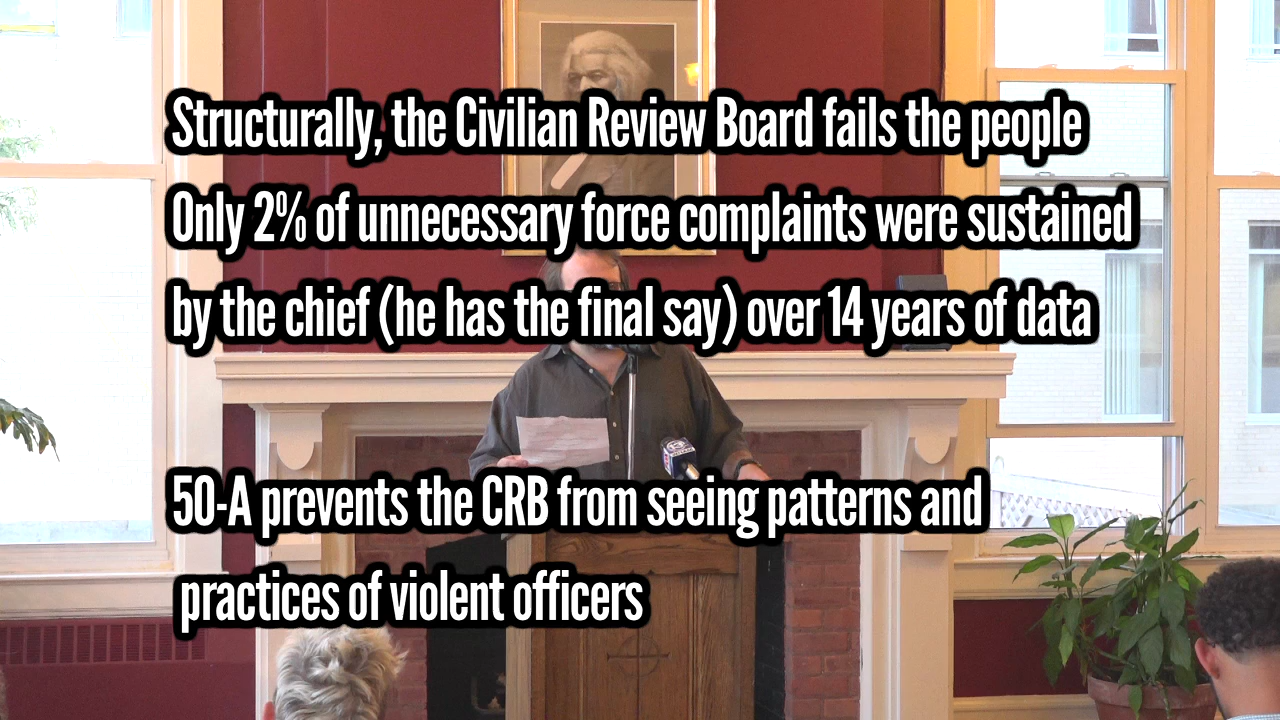 Structurally, the Civilian Review Board fails the people
Only 2% of unnecessary force complaints were sustained
by the chief (he has the final say) over 14 years of data
50-A prevents the CRB from seeing patterns and
practices of violent officers